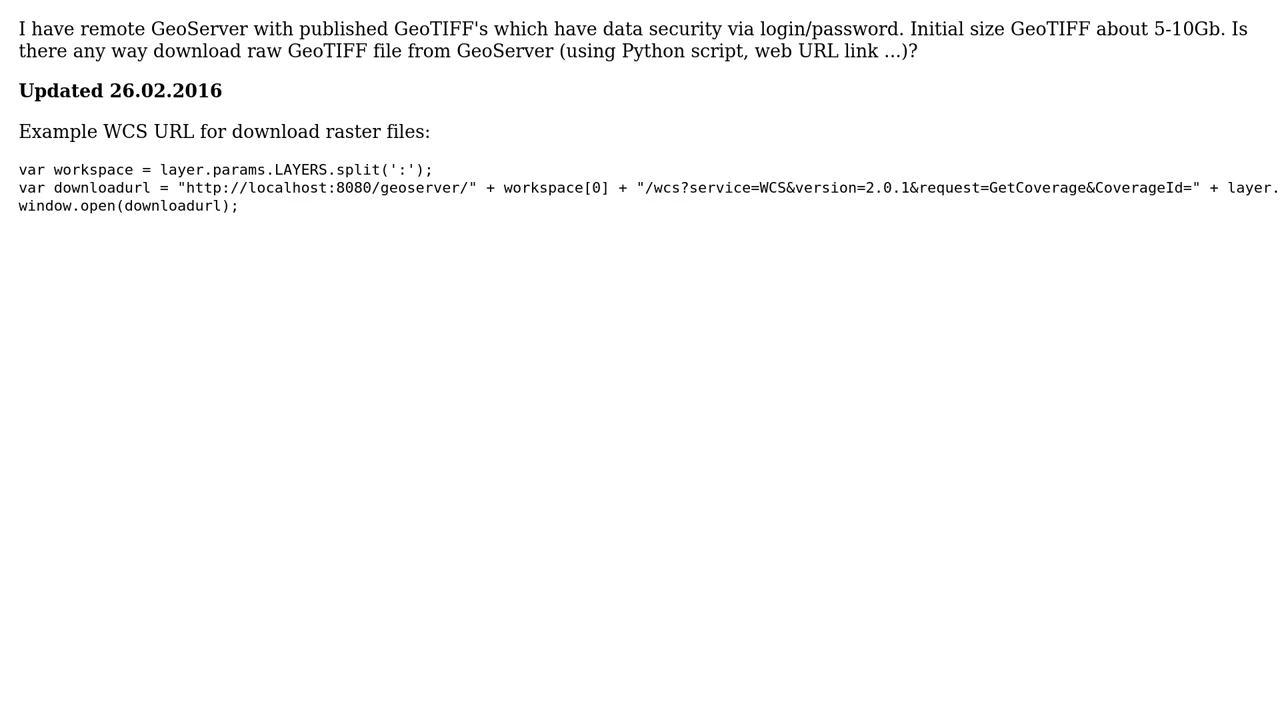 I have remote GeoServer with published GeoTIFF's which have data security via login/password. Initial size GeoTIFF about 5-10Gb. Is
there any way download raw GeoTIFF file from GeoServer (using Python script, web URL link ...)?
Updated 26.02.2016
Example WCS URL for download raster files:
var workspace = layer.params.LAYERS.split(':');
var downloadurl = "http://localhost:8080/geoserver/" + workspace[0] + "/wcs?service=WCS&version=2.0.1&request=GetCoverage&CoverageId=" + layer.
window.open(downloadurl);